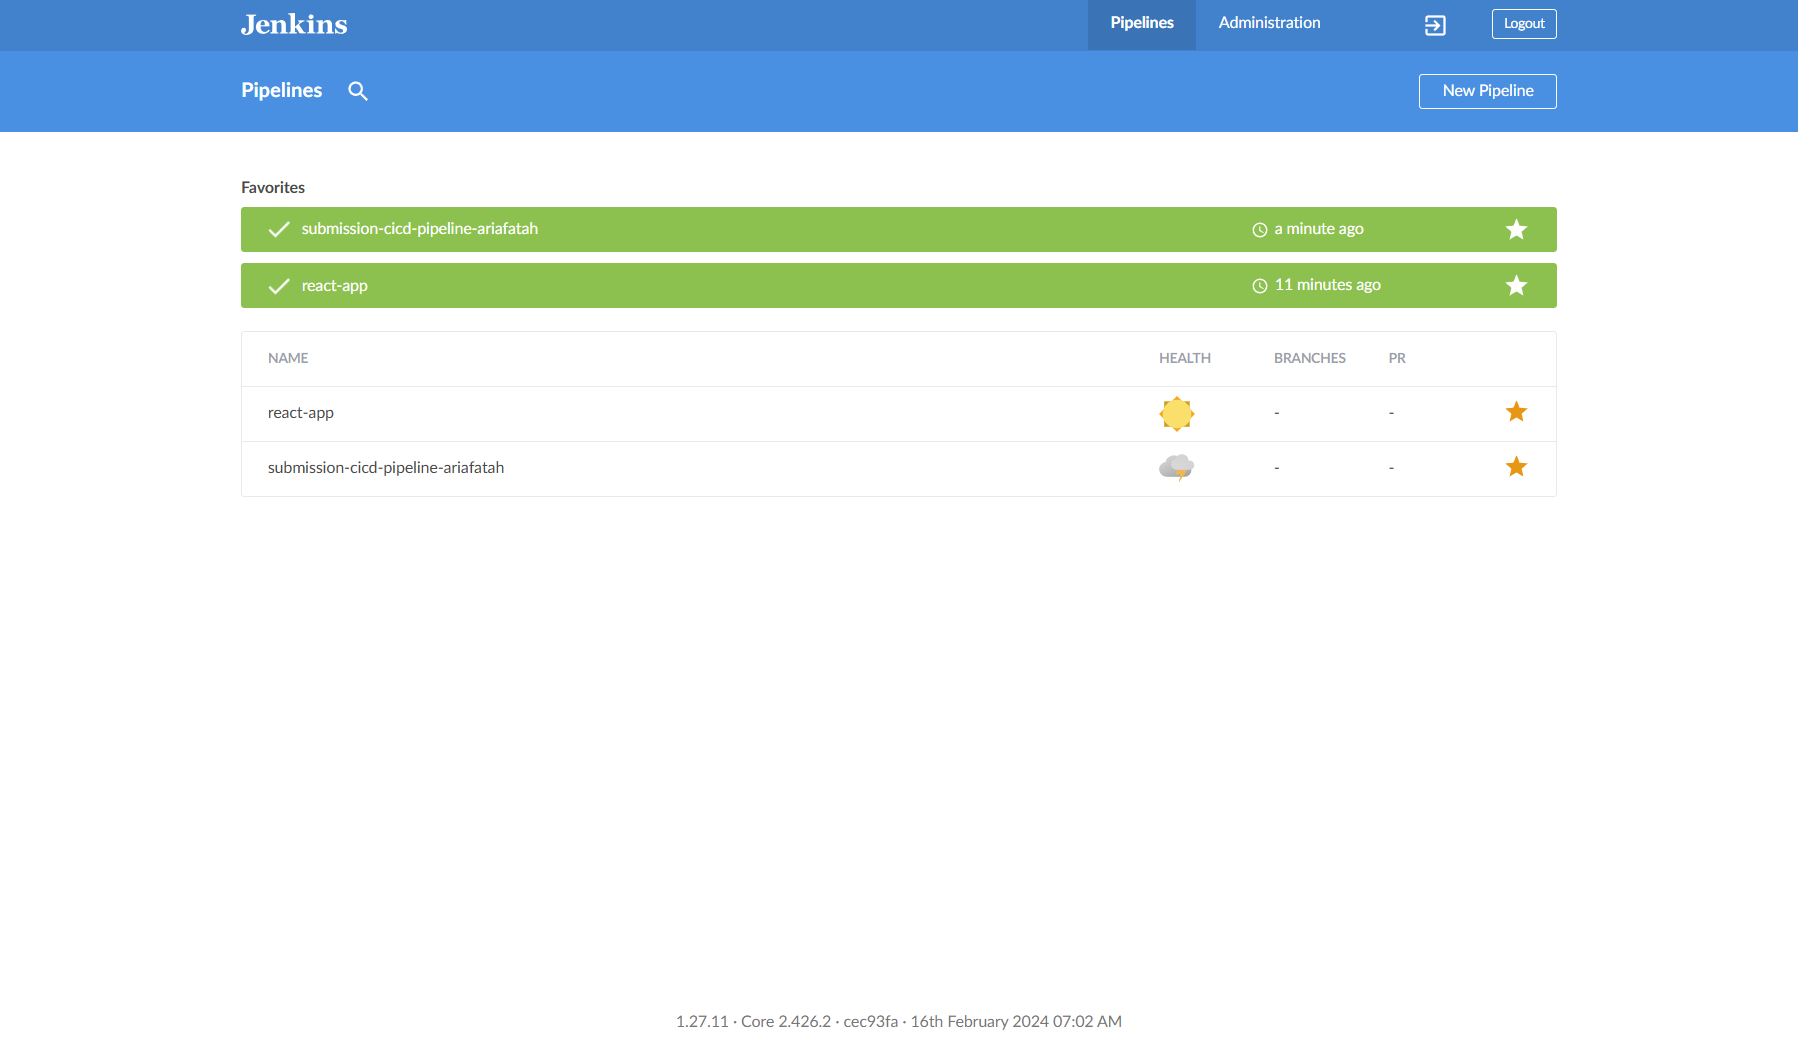 Jenkins
Pipelines
Administration
Logout
Pipelines
New Pipeline
Favorites
submission-cicd-pipeline-ariafatah a minute ago
react-app 11 minutes ago
NAME HEALTH BRANCHES PR
react-app - -
submission-cicd-pipeline-ariafatah - -
1.27.11 · Core 2.426.2 · cec93fa · 16th February 2024 07:02 AM